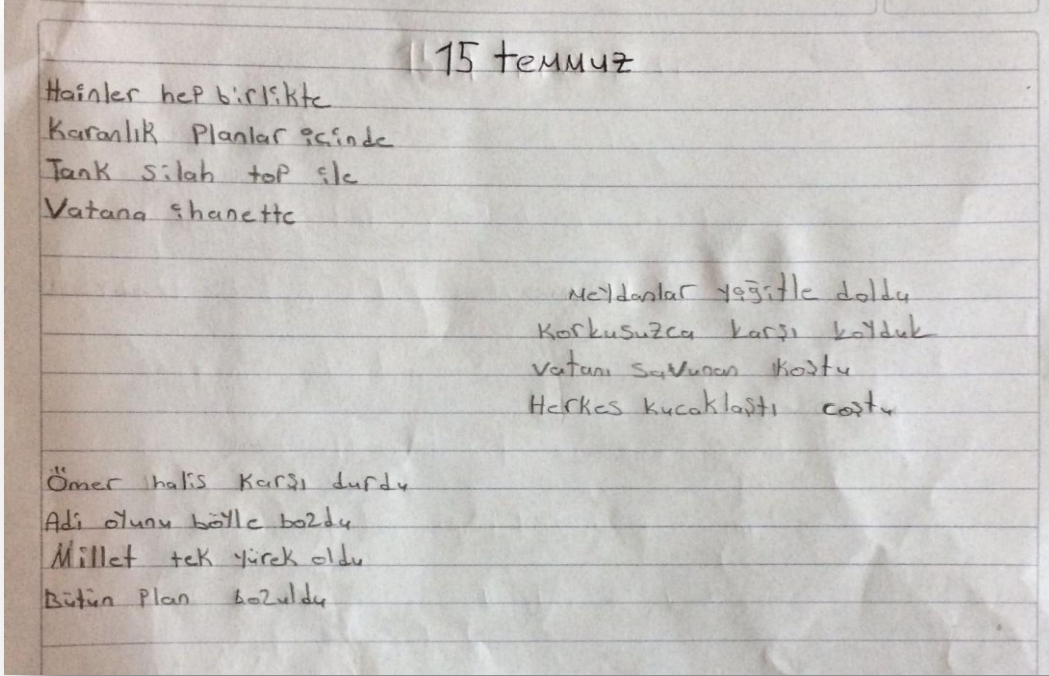 15 temmuz
Hainler hep birlikte
Karanlık Planlar içinde
Tank silah top ile
Vatana ihanette
Meydanlar yiğitle doldu
Korkusuzca karşı koyduk
Vatanı savunan koştu
Herkes kucaklaştı coştu
Ömer halis karşı durdu
Adi oyunu böyle bozdu
Millet tek yürek oldu
Bütün Plan bozuldu